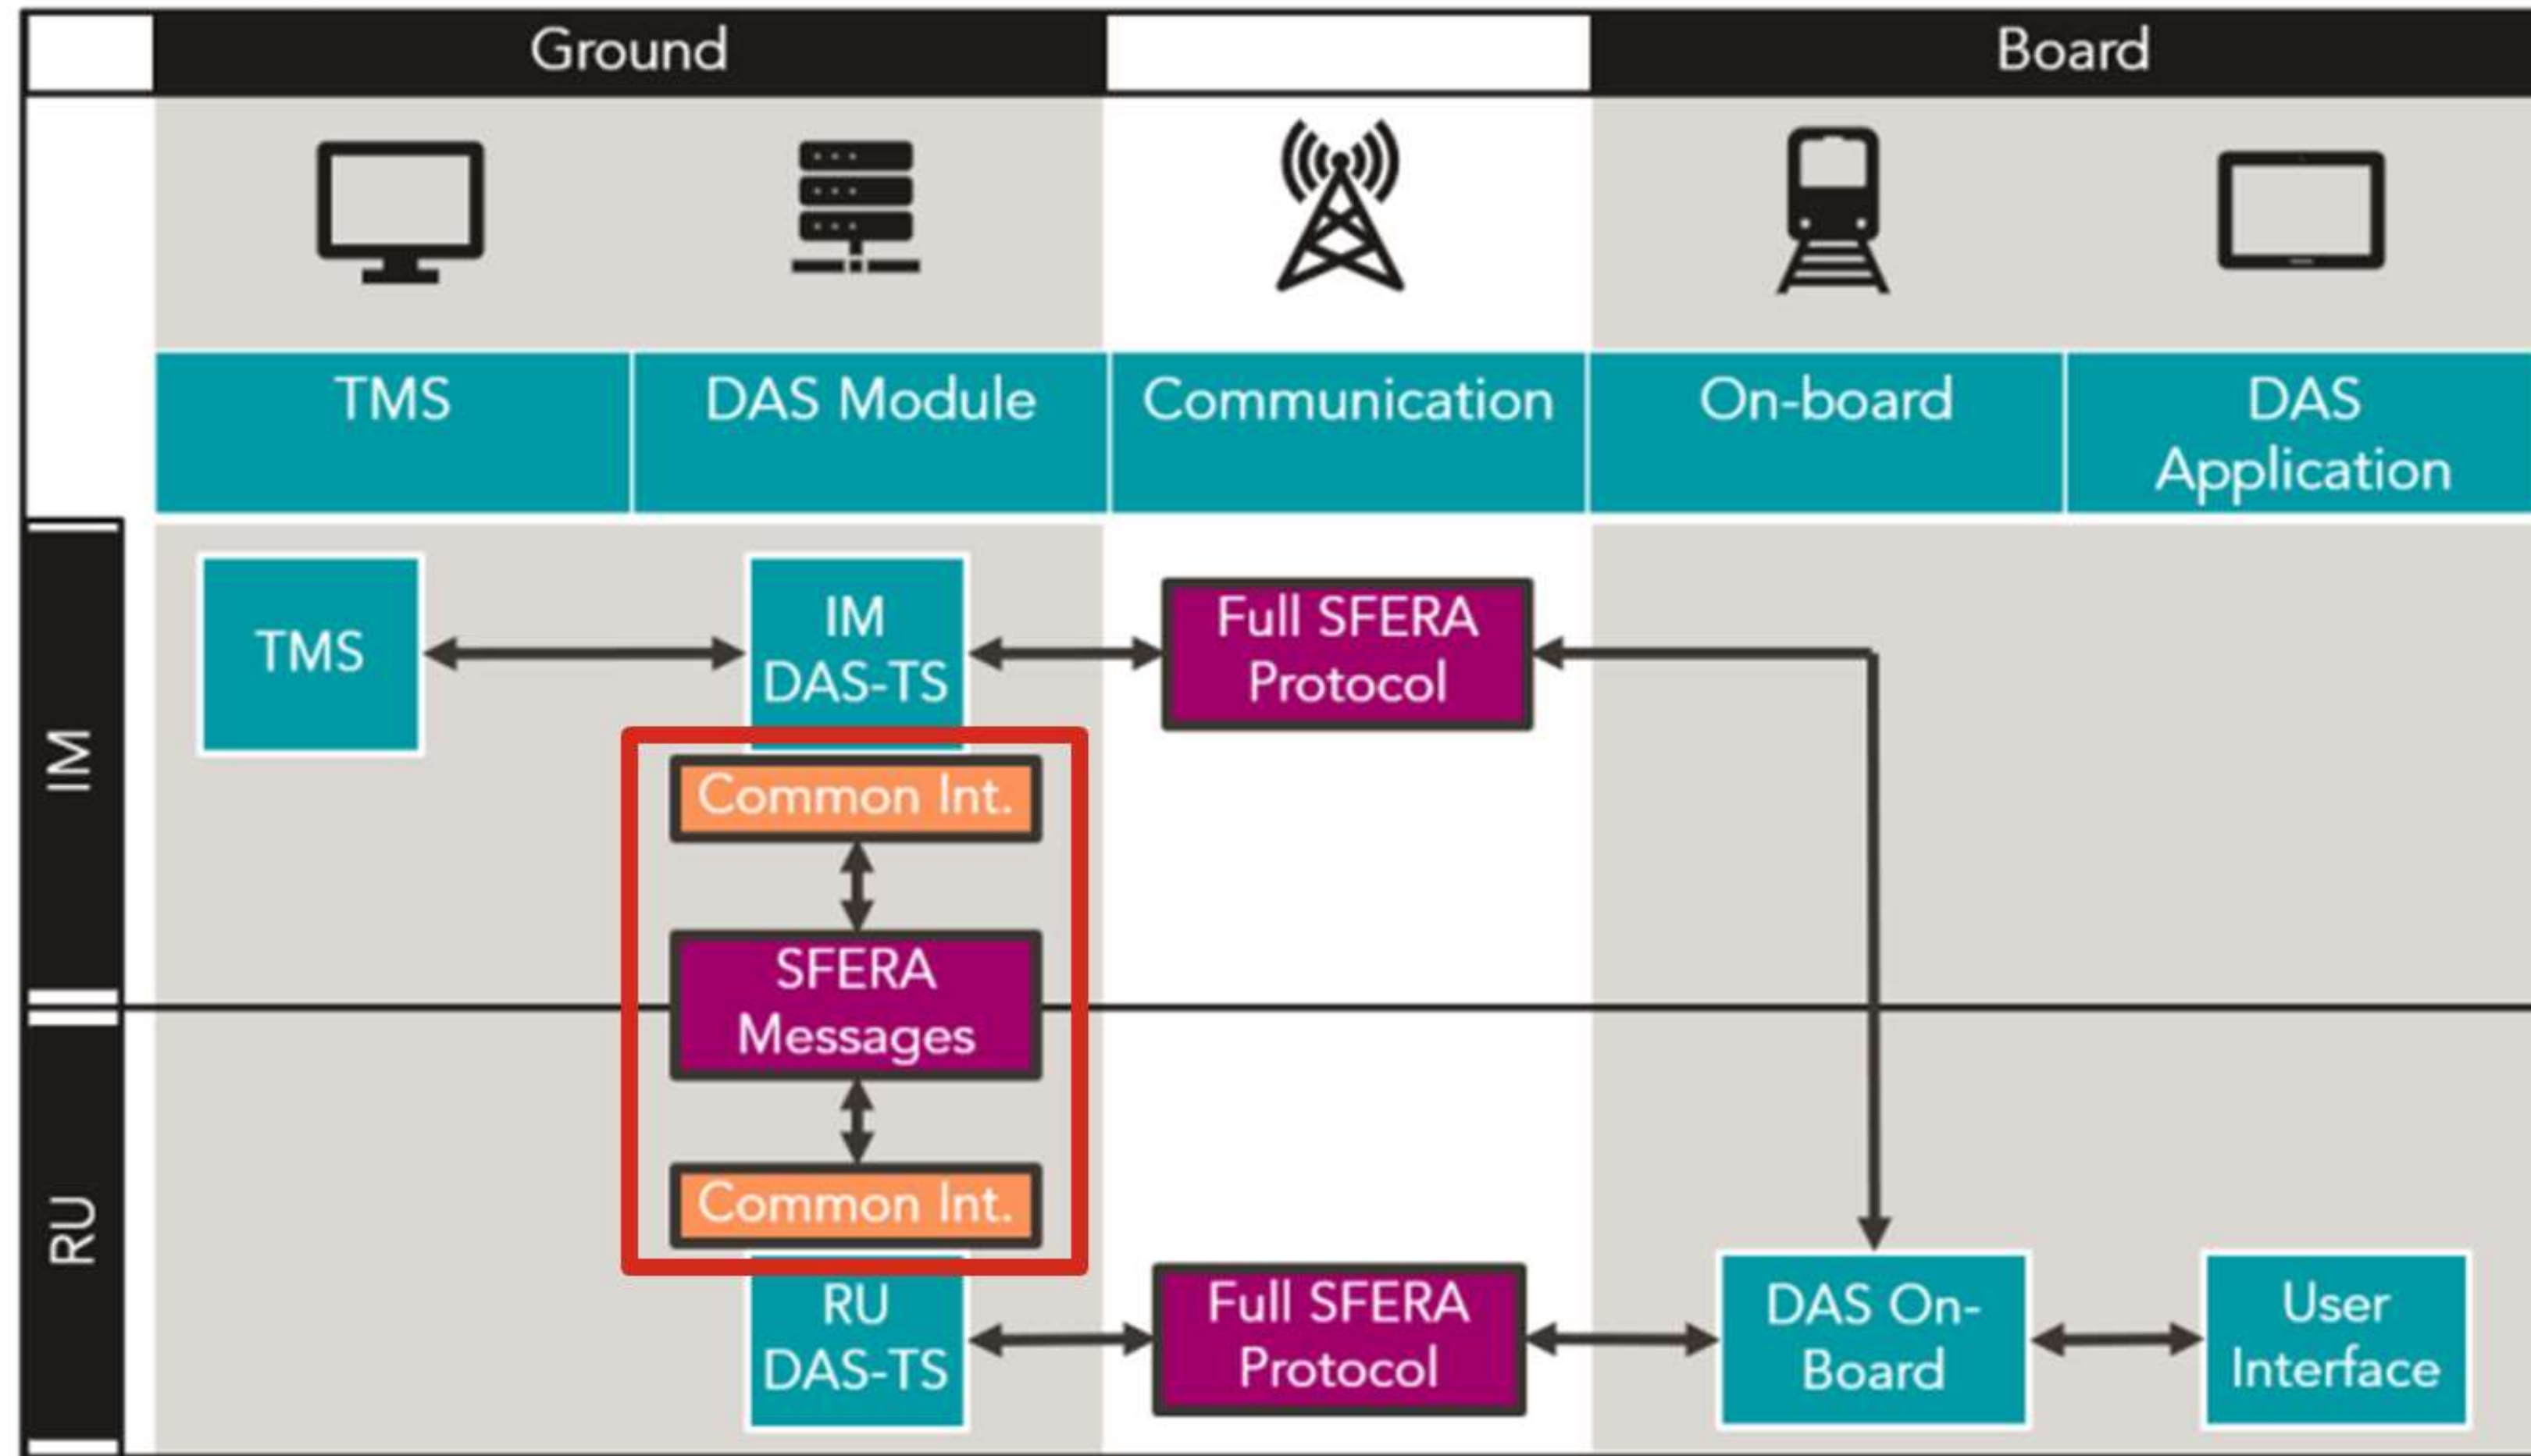 Ground
Board
TMS
DAS Module
Communication
On-board
DAS
Application
IM
TMS
IM
DAS-TS
Full SFERA
Protocol
Common Int.
SFERA
Messages
RU
Common Int.
RU
DAS-TS
Full SFERA
Protocol
DAS On-
Board
User
Interface